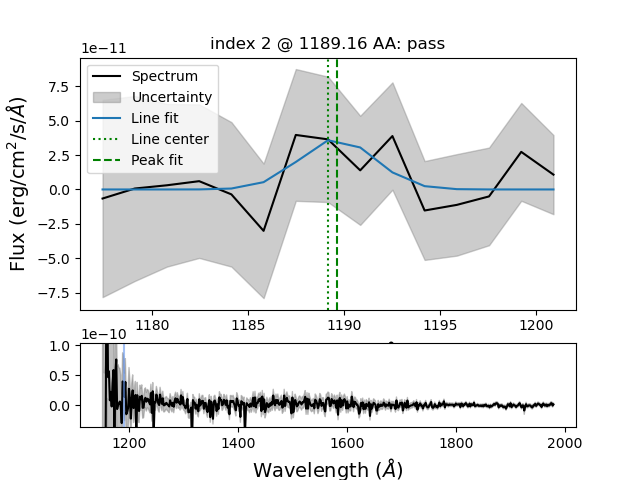 index 2 @ 1189.16 AA: pass
1e−11
Spectrum
Uncertainty
Line fit
Line center
Peak fit
7.5
5.0
2.5
0.0
−2.5
−5.0
−7.5
Flux (erg/cm²/s/Å)
1180 1185 1190 1195 1200
1e−10
1.0
0.5
0.0
1200 1400 1600 1800 2000
Wavelength (Å)